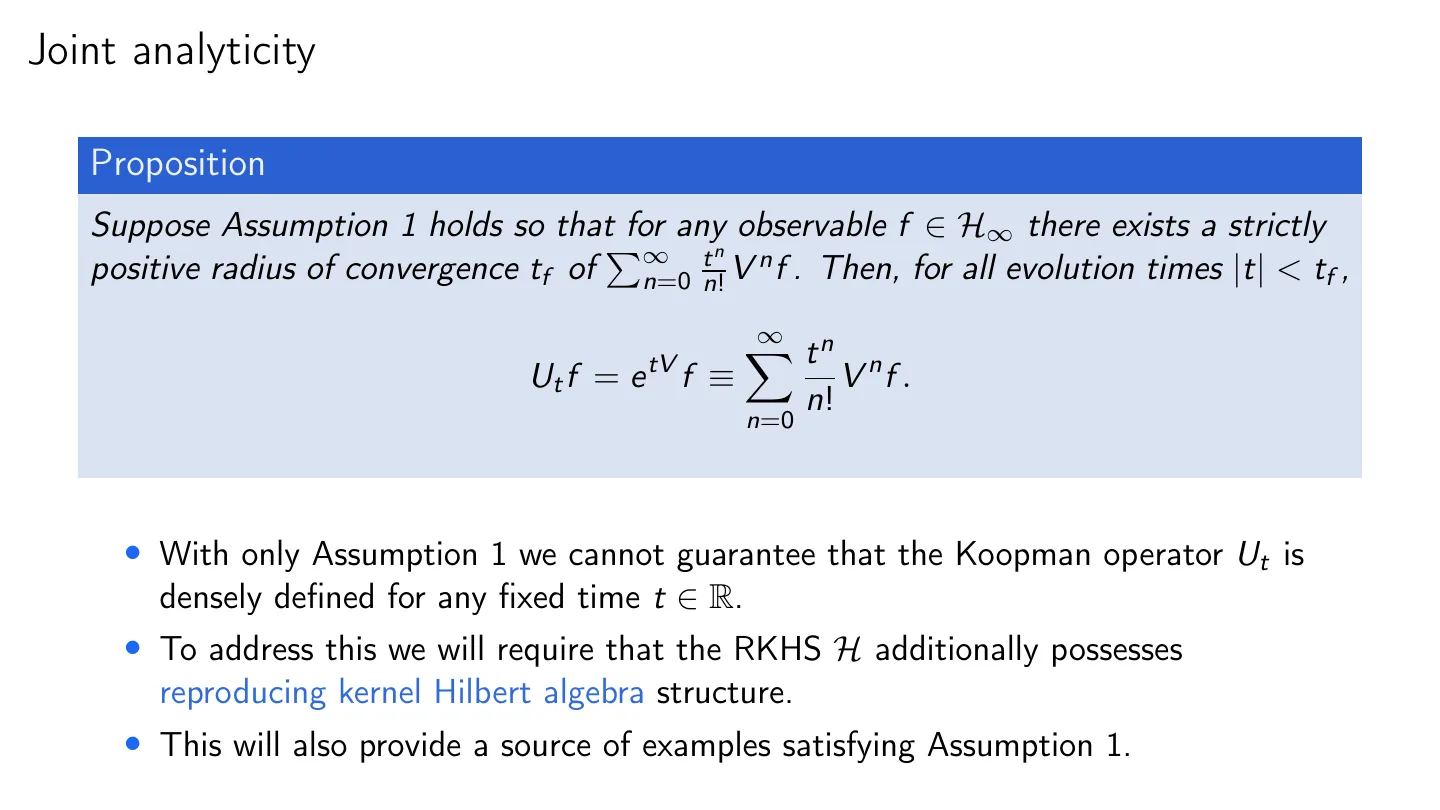 Joint analyticity
Proposition
Suppose Assumption 1 holds so that for any observable f ∈ ℋ∞ there exists a strictly
positive radius of convergence t_f of ∑_{n=0}^{∞} \frac{t^n}{n!} V^n f. Then, for all evolution times |t| < t_f,
U_t f = e^{tV} f ≡ ∑_{n=0}^{∞} \frac{t^n}{n!} V^n f.
• With only Assumption 1 we cannot guarantee that the Koopman operator U_t is
densely defined for any fixed time t ∈ ℝ.
• To address this we will require that the RKHS ℋ additionally possesses
reproducing kernel Hilbert algebra structure.
• This will also provide a source of examples satisfying Assumption 1.